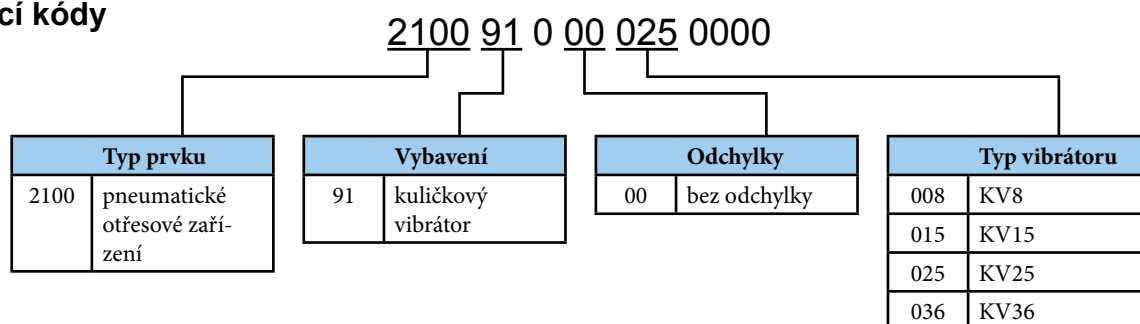 cí kódy
2100 91 0 00 025 0000
Typ prvku
2100 pneumatické
otřesové zaří-
zení
Vybavení
91 kuličkový
vibrátor
Odchylky
00 bez odchylky
Typ vibrátoru
008 KV8
015 KV15
025 KV25
036 KV36